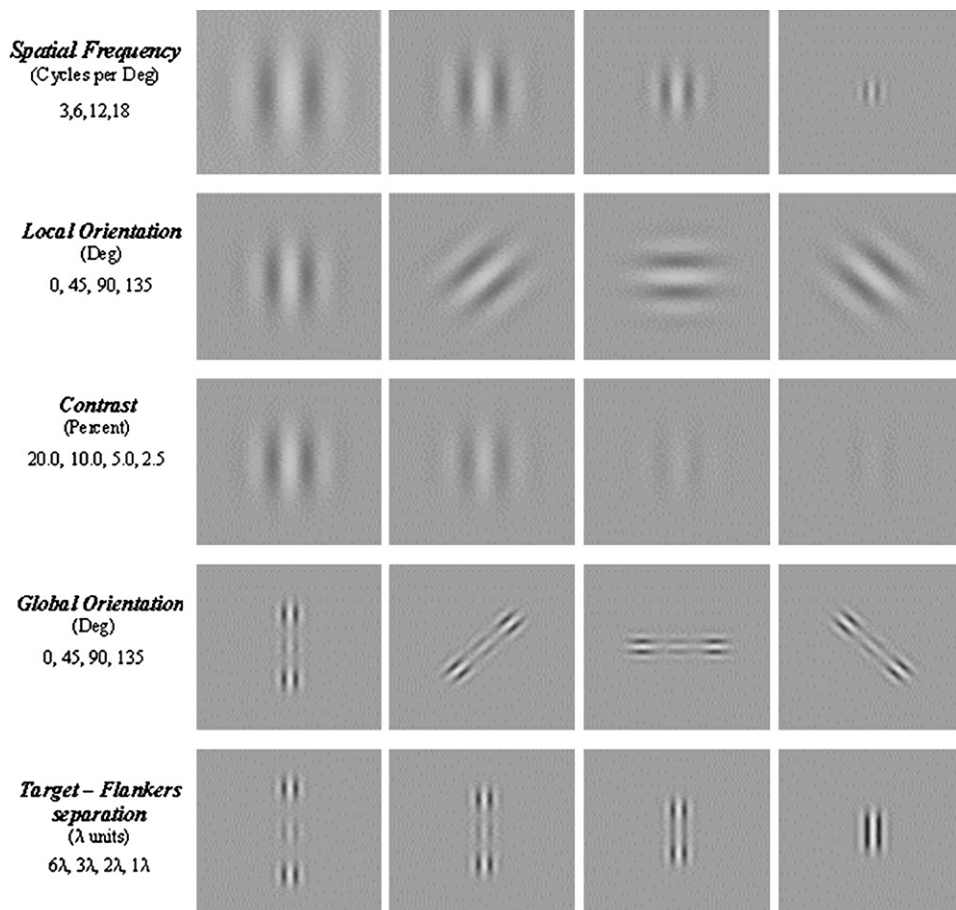 Spatial Frequency
(Cycles per Deg)
3,6,12,18
Local Orientation
(Deg)
0, 45, 90, 135
Contrast
(Percent)
20.0, 10.0, 5.0, 2.5
Global Orientation
(Deg)
0, 45, 90, 135
Target – Flankers
separation
(λ units)
6λ, 3λ, 2λ, 1λ